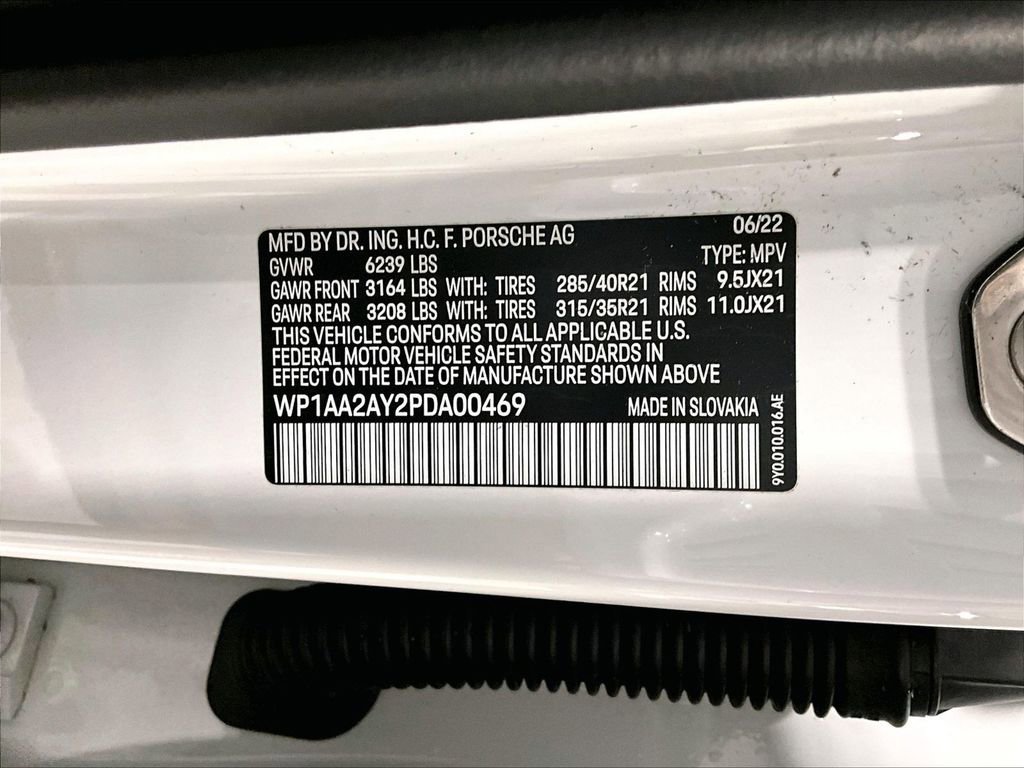 MFD BY DR. ING. H.C. F. PORSCHE AG 06/22
GVWR 6239 LBS TYPE: MPV
GAWR FRONT 3164 LBS WITH: TIRES 285/40R21 RIMS 9.5JX21
GAWR REAR 3208 LBS WITH: TIRES 315/35R21 RIMS 11.0JX21
THIS VEHICLE CONFORMS TO ALL APPLICABLE U.S.
FEDERAL MOTOR VEHICLE SAFETY STANDARDS IN
EFFECT ON THE DATE OF MANUFACTURE SHOWN ABOVE
WP1AA2AY2PDA00469 MADE IN SLOVAKIA
9Y0.010.016.AE